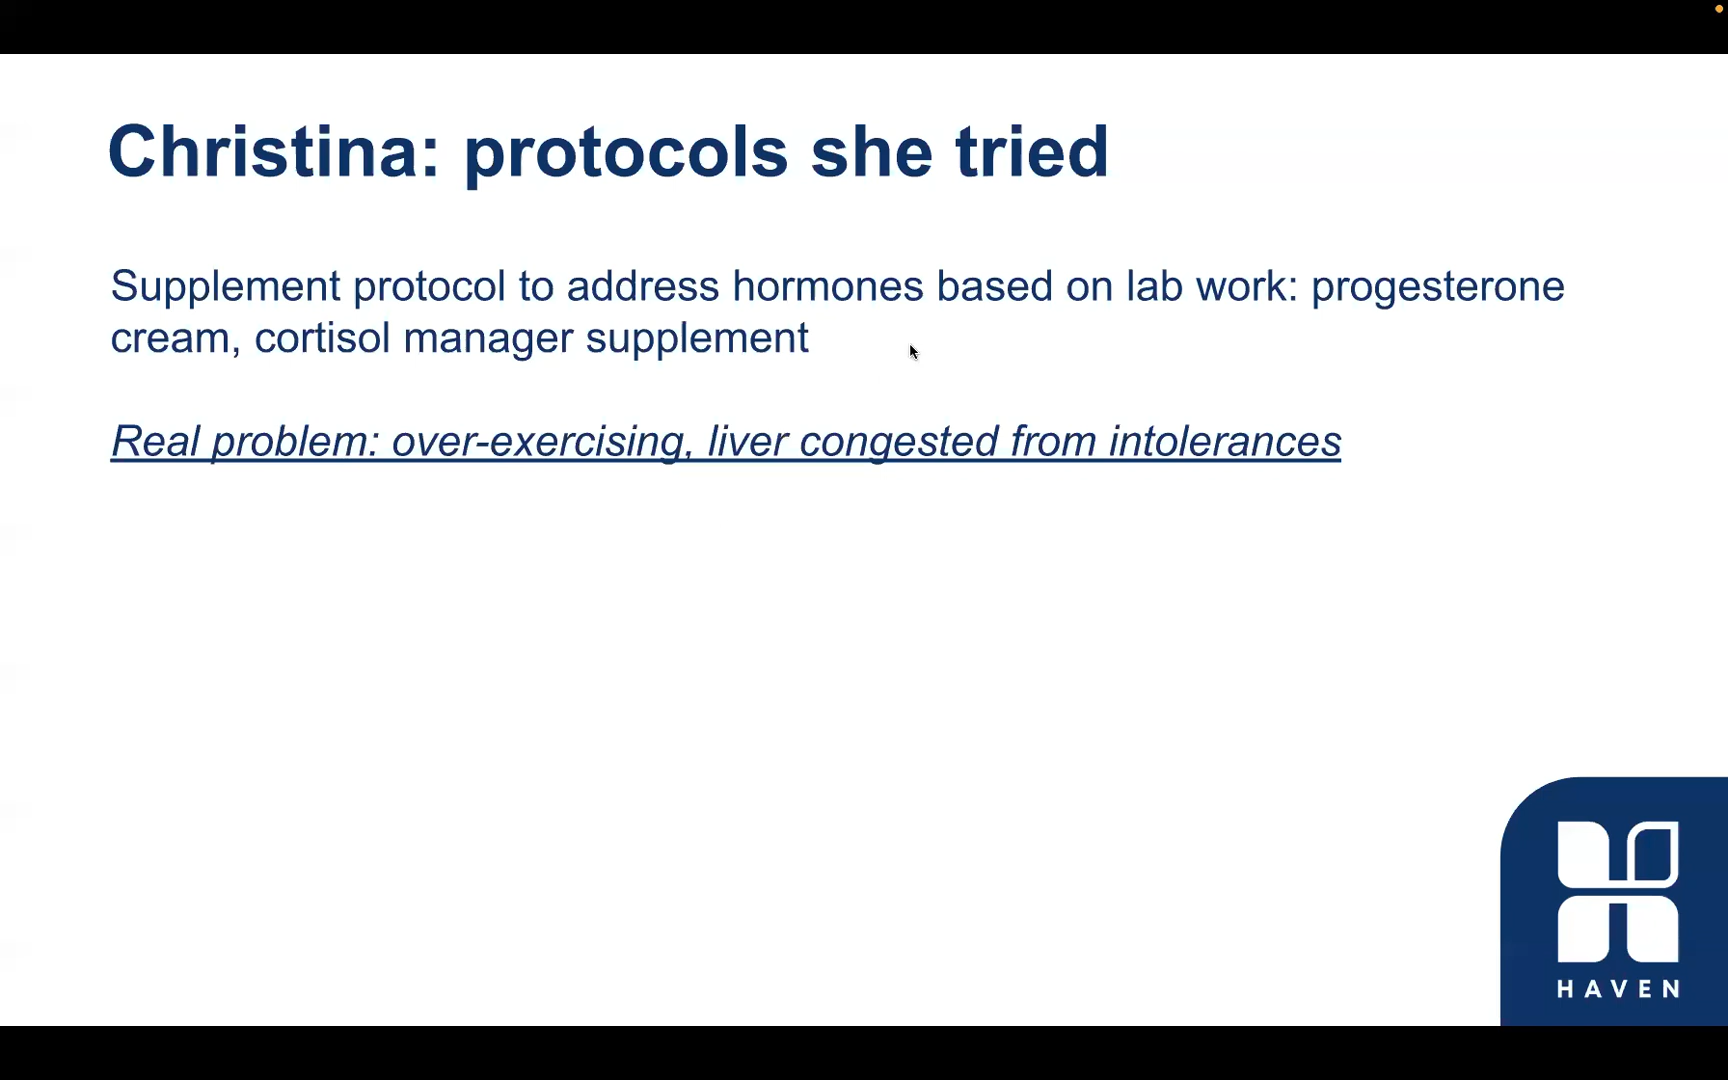 Christina: protocols she tried
Supplement protocol to address hormones based on lab work: progesterone
cream, cortisol manager supplement
Real problem: over-exercising, liver congested from intolerances
HAVEN